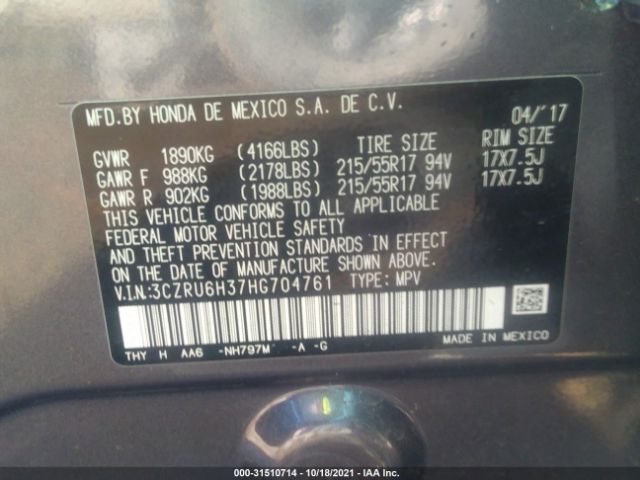 MFD. BY HONDA DE MEXICO S.A. DE C.V. 04/'17
GVWR 1890KG (4166LBS) TIRE SIZE RIM SIZE
GAWR F 988KG (2178LBS) 215/55R17 94V 17X7.5J
GAWR R 902KG (1988LBS) 215/55R17 94V 17X7.5J
THIS VEHICLE CONFORMS TO ALL APPLICABLE
FEDERAL MOTOR VEHICLE SAFETY
AND THEFT PREVENTION STANDARDS IN EFFECT
ON THE DATE OF MANUFACTURE SHOWN ABOVE.
V.I.N.:3CZRU6H37HG704761 TYPE: MPV
THY H AA6 -NH797M -A -G MADE IN MEXICO
000-31510714 - 10/18/2021 - IAA Inc.